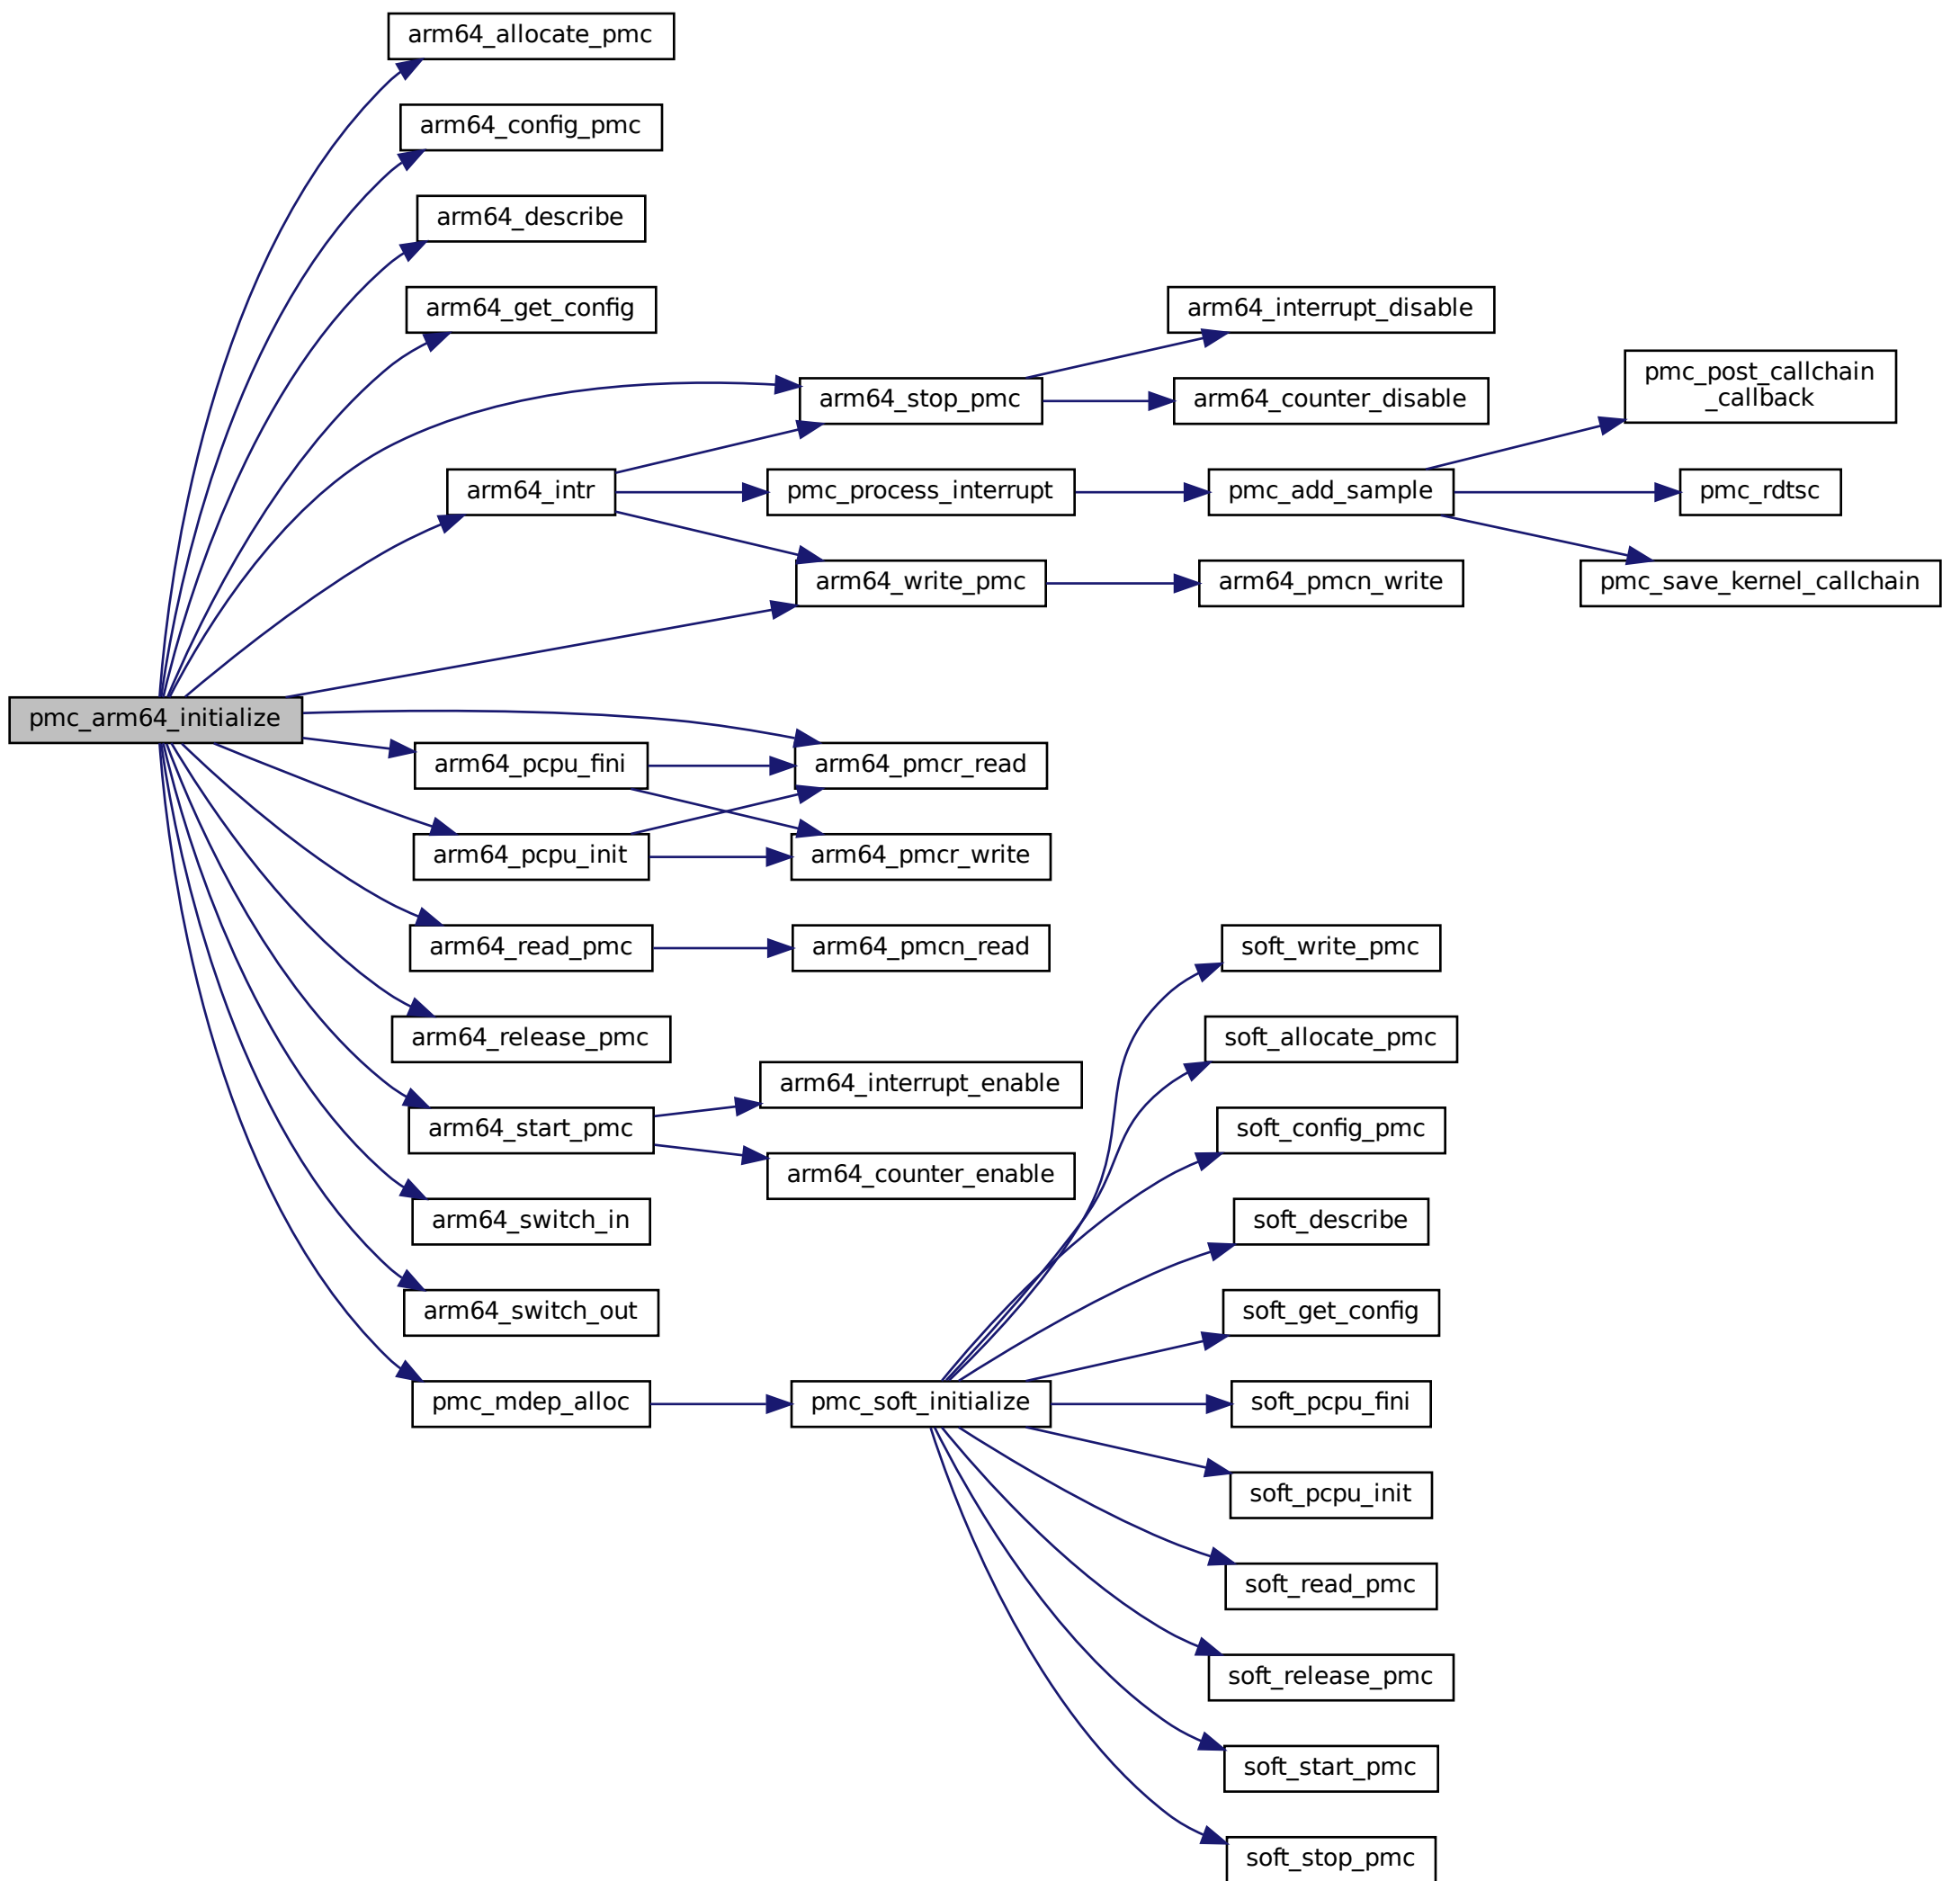 arm64_allocate_pmc
arm64_config_pmc
arm64_describe
arm64_get_config
arm64_interrupt_disable
pmc_post_callchain
_callback
arm64_stop_pmc
arm64_counter_disable
arm64_intr
pmc_process_interrupt
pmc_add_sample
pmc_rdtsc
arm64_write_pmc
arm64_pmcn_write
pmc_save_kernel_callchain
pmc_arm64_initialize
arm64_pcpu_fini
arm64_pmcr_read
arm64_pcpu_init
arm64_pmcr_write
arm64_read_pmc
arm64_pmcn_read
soft_write_pmc
arm64_release_pmc
soft_allocate_pmc
arm64_interrupt_enable
arm64_start_pmc
soft_config_pmc
arm64_counter_enable
arm64_switch_in
soft_describe
arm64_switch_out
soft_get_config
pmc_mdep_alloc
pmc_soft_initialize
soft_pcpu_fini
soft_pcpu_init
soft_read_pmc
soft_release_pmc
soft_start_pmc
soft_stop_pmc